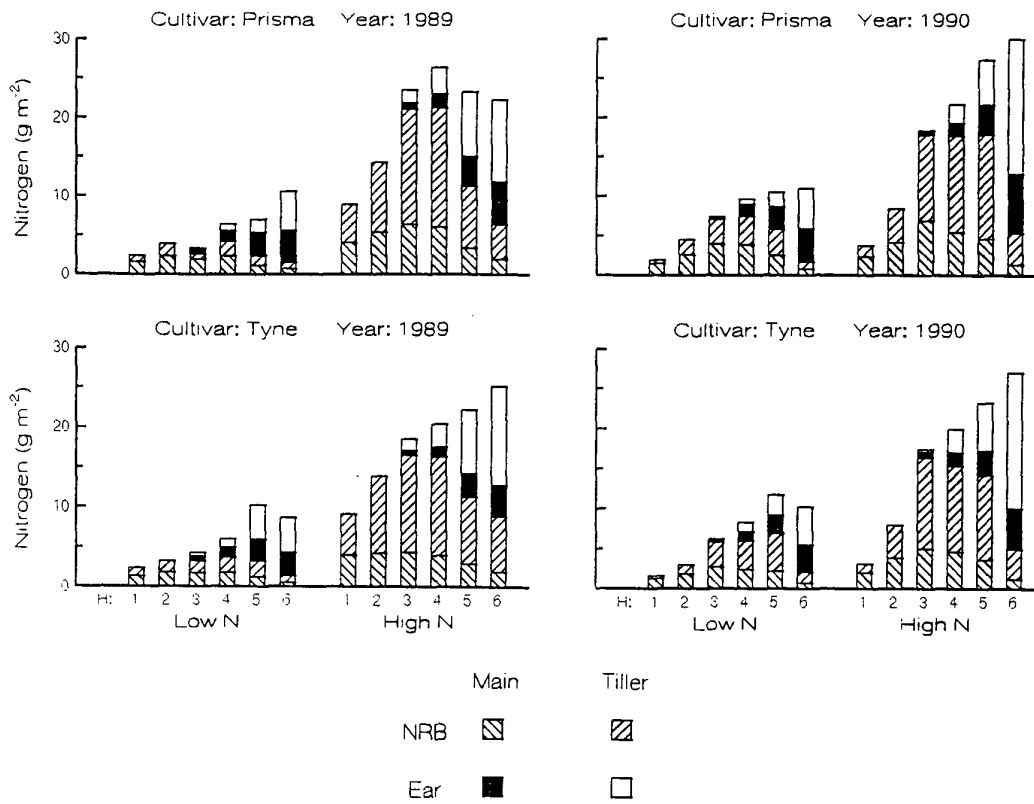 Cultivar: Prisma Year: 1989
Cultivar: Prisma Year: 1990
30
20
10
0
Nitrogen (g m-2)
Cultivar: Tyne Year: 1989
Cultivar: Tyne Year: 1990
30
20
10
0
Nitrogen (g m-2)
H: 1 2 3 4 5 6 1 2 3 4 5 6
H: 1 2 3 4 5 6 1 2 3 4 5 6
Low N High N
Low N High N
Main Tiller
NRB
Ear